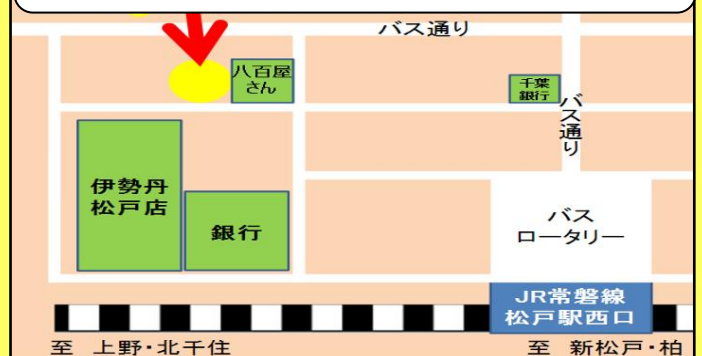 バス通り
八百屋
さん
千葉
銀行
バス通り
伊勢丹
松戸店
銀行
バス
ロータリー
JR常磐線
松戸駅西口
至 上野・北千住
至 新松戸・柏